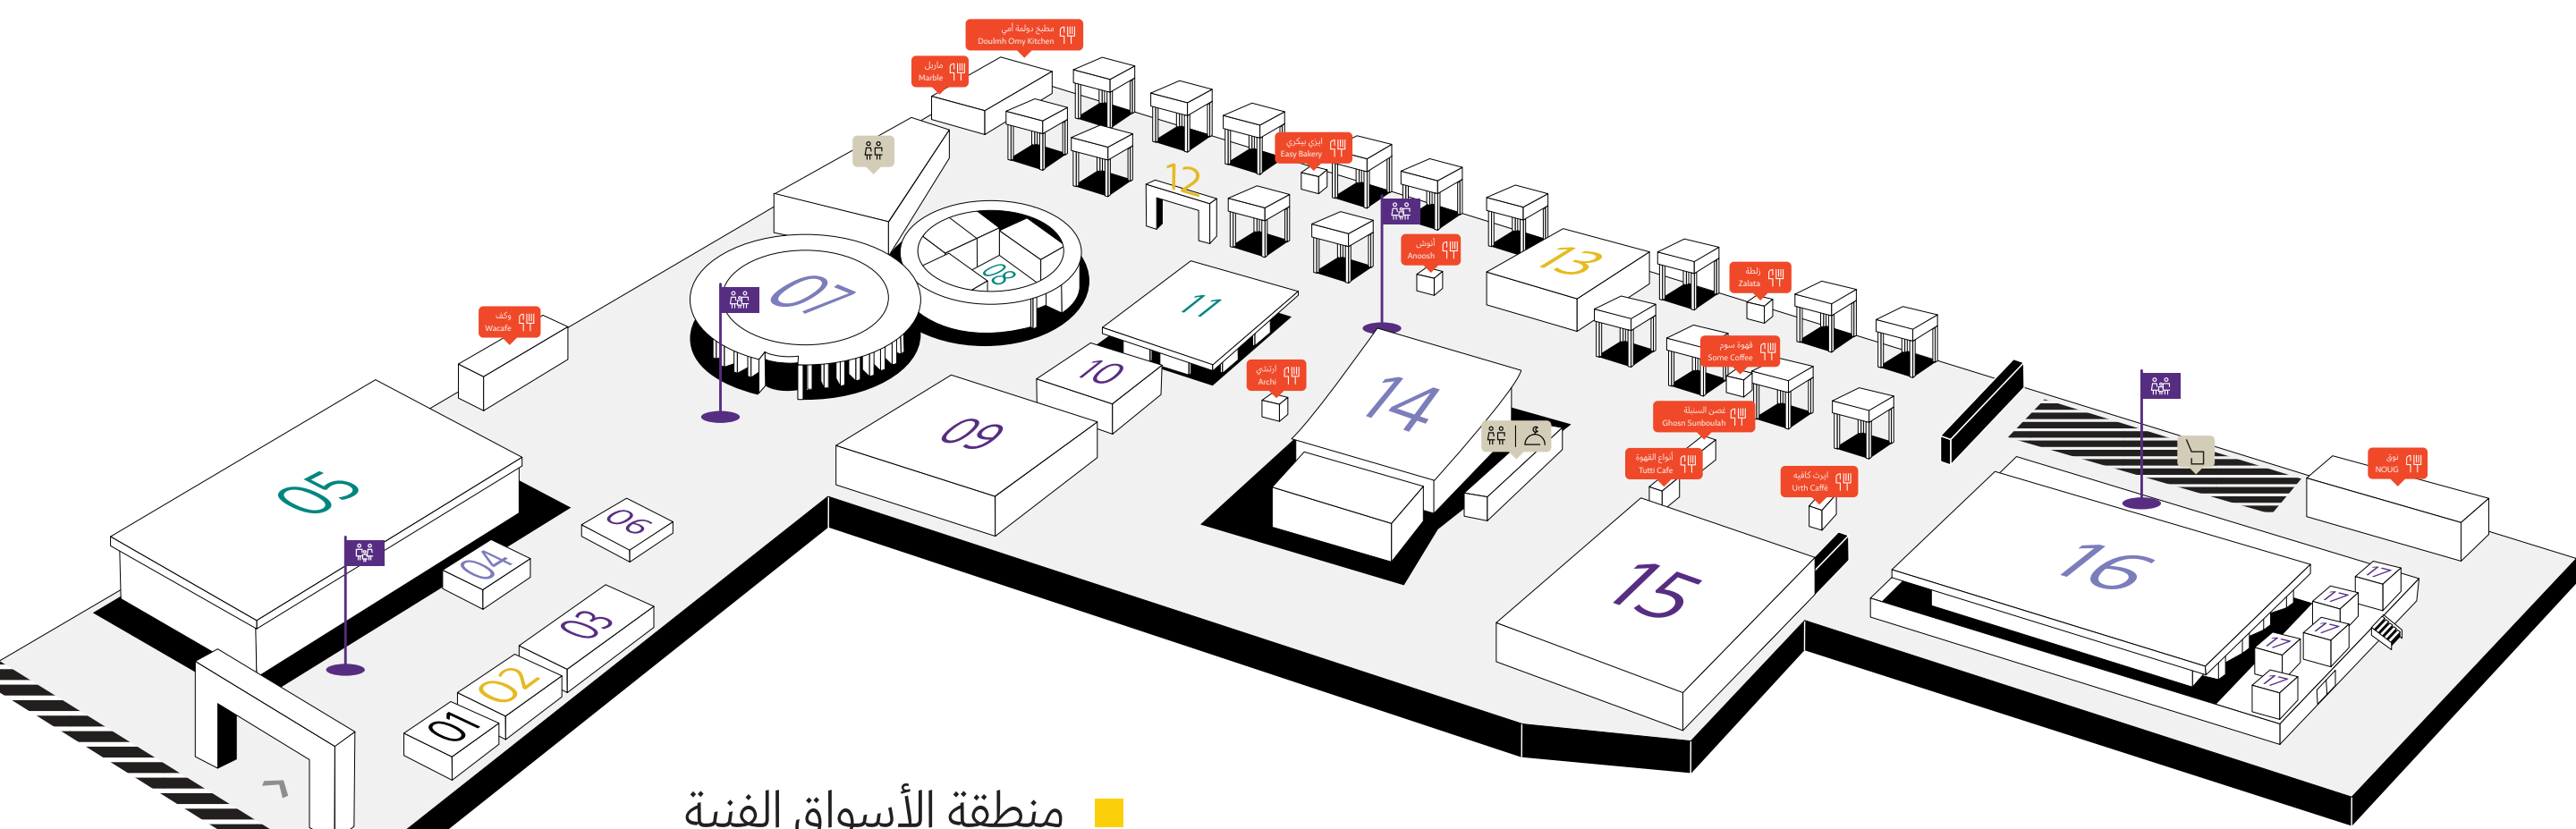 مطبخ دولمة أمي
Doulmh Omy Kitchen
ماربل
Marble
ايزي بيكري
Easy Bakery
12
أنوش
Anoosh
13
زلطة
Zalata
08
07
11
وكف
Wacafe
قهوة سوم
Some Coffee
ارتشي
Archi
10
14
غصن السنبلة
Ghosn Sunboulah
09
أنواع القهوة
Tutti Cafe
ايرث كافيه
Urth Caffé
نوق
NOUG
05
06
04
15
16
17
17
17
17
17
03
02
01
منطقة الأسواق الفنية